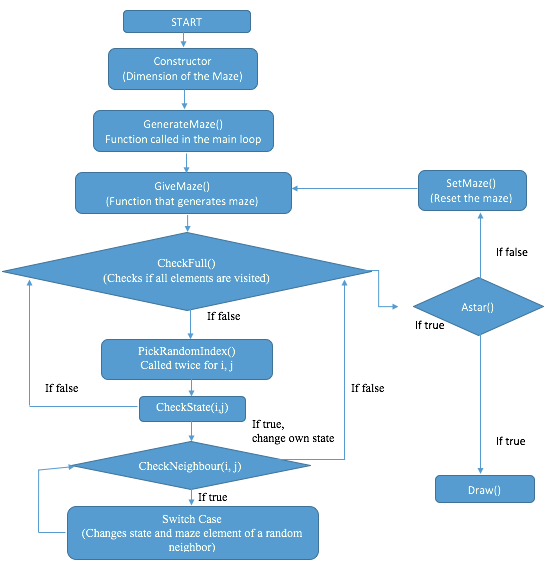 START
Constructor
(Dimension of the Maze)
GenerateMaze()
Function called in the main loop
GiveMaze()
(Function that generates maze)
SetMaze()
(Reset the maze)
CheckFull()
(Checks if all elements are visited)
If false
Astar()
If true
If false
PickRandomIndex()
Called twice for i, j
If false
If false
CheckState(i,j)
If true,
change own state
If true
CheckNeighbour(i, j)
If true
Draw()
Switch Case
(Changes state and maze element of a random
neighbor)